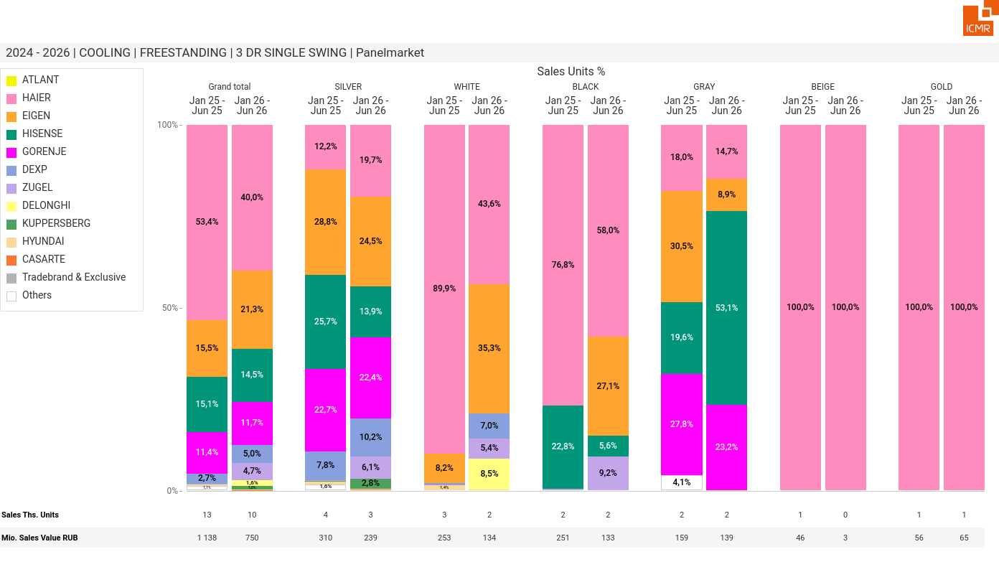 ICMR
2024 - 2026 | COOLING | FREESTANDING | 3 DR SINGLE SWING | Panelmarket
ATLANT
HAIER
EIGEN
HISENSE
GORENJE
DEXP
ZUGEL
DELONGHI
KUPPERSBERG
HYUNDAI
CASARTE
Tradebrand & Exclusive
Others
Sales Units %
Grand total SILVER WHITE BLACK GRAY BEIGE GOLD
Jan 25 - Jan 26 - Jan 25 - Jan 26 - Jan 25 - Jan 26 - Jan 25 - Jan 26 - Jan 25 - Jan 26 - Jan 25 - Jan 26 - Jan 25 - Jan 26 -
Jun 25 Jun 26 Jun 25 Jun 26 Jun 25 Jun 26 Jun 25 Jun 26 Jun 25 Jun 26 Jun 25 Jun 26 Jun 25 Jun 26
100%
50%
0%
53,4%
15,5%
15,1%
11,4%
2,7%
1,1%
40,0%
21,3%
14,5%
11,7%
5,0%
4,7%
1,6%
1,0%
12,2%
28,8%
25,7%
22,7%
7,8%
1,6%
19,7%
24,5%
13,9%
22,4%
10,2%
6,1%
2,8%
89,9%
8,2%
1,4%
43,6%
35,3%
7,0%
5,4%
8,5%
76,8%
22,8%
58,0%
27,1%
5,6%
9,2%
18,0%
30,5%
19,6%
27,8%
4,1%
14,7%
8,9%
53,1%
23,2%
100,0%
100,0%
100,0%
100,0%
Sales Ths. Units 13 10 4 3 3 2 2 2 2 2 1 0 1 1
Mio. Sales Value RUB 1 138 750 310 239 253 134 251 133 159 139 46 3 56 65